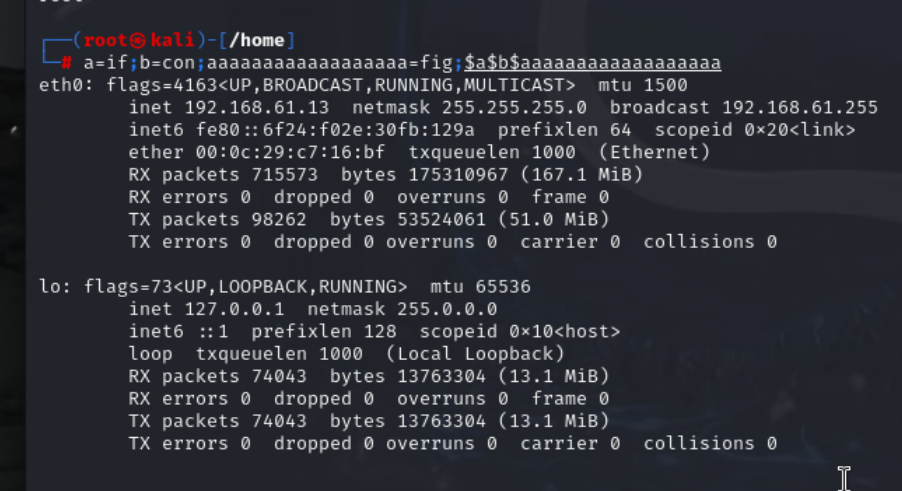 ┌──(root㉿kali)-[/home]
└─# a=if;b=con;aaaaaaaaaaaaaaaaaa=fig;$a$b$aaaaaaaaaaaaaaaaaa
eth0: flags=4163<UP,BROADCAST,RUNNING,MULTICAST>  mtu 1500
        inet 192.168.61.13  netmask 255.255.255.0  broadcast 192.168.61.255
        inet6 fe80::6f24:f02e:30fb:129a  prefixlen 64  scopeid 0×20<link>
        ether 00:0c:29:c7:16:bf  txqueuelen 1000  (Ethernet)
        RX packets 715573  bytes 175310967 (167.1 MiB)
        RX errors 0  dropped 0  overruns 0  frame 0
        TX packets 98262  bytes 53524061 (51.0 MiB)
        TX errors 0  dropped 0 overruns 0  carrier 0  collisions 0
lo: flags=73<UP,LOOPBACK,RUNNING>  mtu 65536
        inet 127.0.0.1  netmask 255.0.0.0
        inet6 ::1  prefixlen 128  scopeid 0×10<host>
        loop  txqueuelen 1000  (Local Loopback)
        RX packets 74043  bytes 13763304 (13.1 MiB)
        RX errors 0  dropped 0  overruns 0  frame 0
        TX packets 74043  bytes 13763304 (13.1 MiB)
        TX errors 0  dropped 0 overruns 0  carrier 0  collisions 0